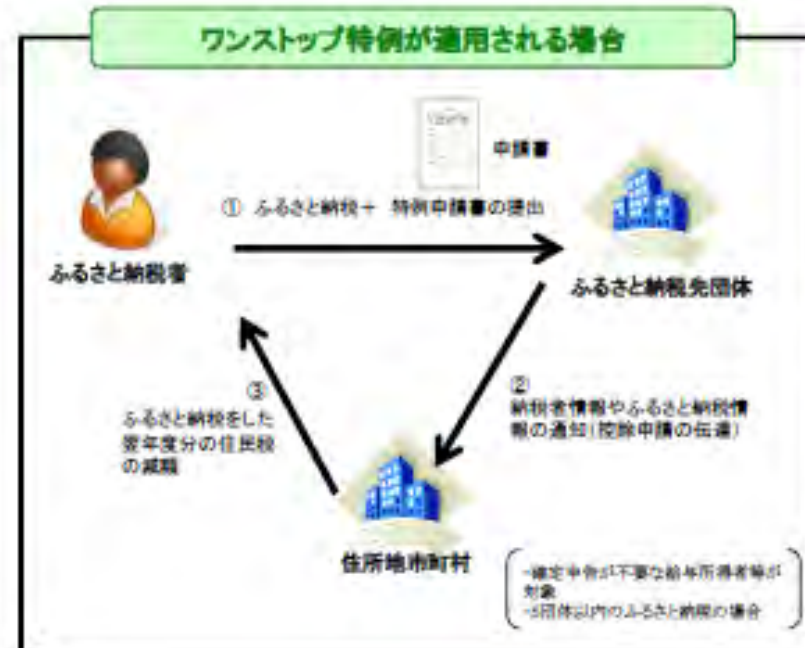 ワンストップ特例が適用される場合
申請書
① ふるさと納税+ 特例申請書の提出
ふるさと納税者
ふるさと納税先団体
②
納税者情報やふるさと納税情
報の通知(控除申請の伝達)
③
ふるさと納税をした
翌年度分の住民税
の減額
住所地市町村
・確定申告が不要な給与所得者等が
対象
・5団体以内のふるさと納税の場合